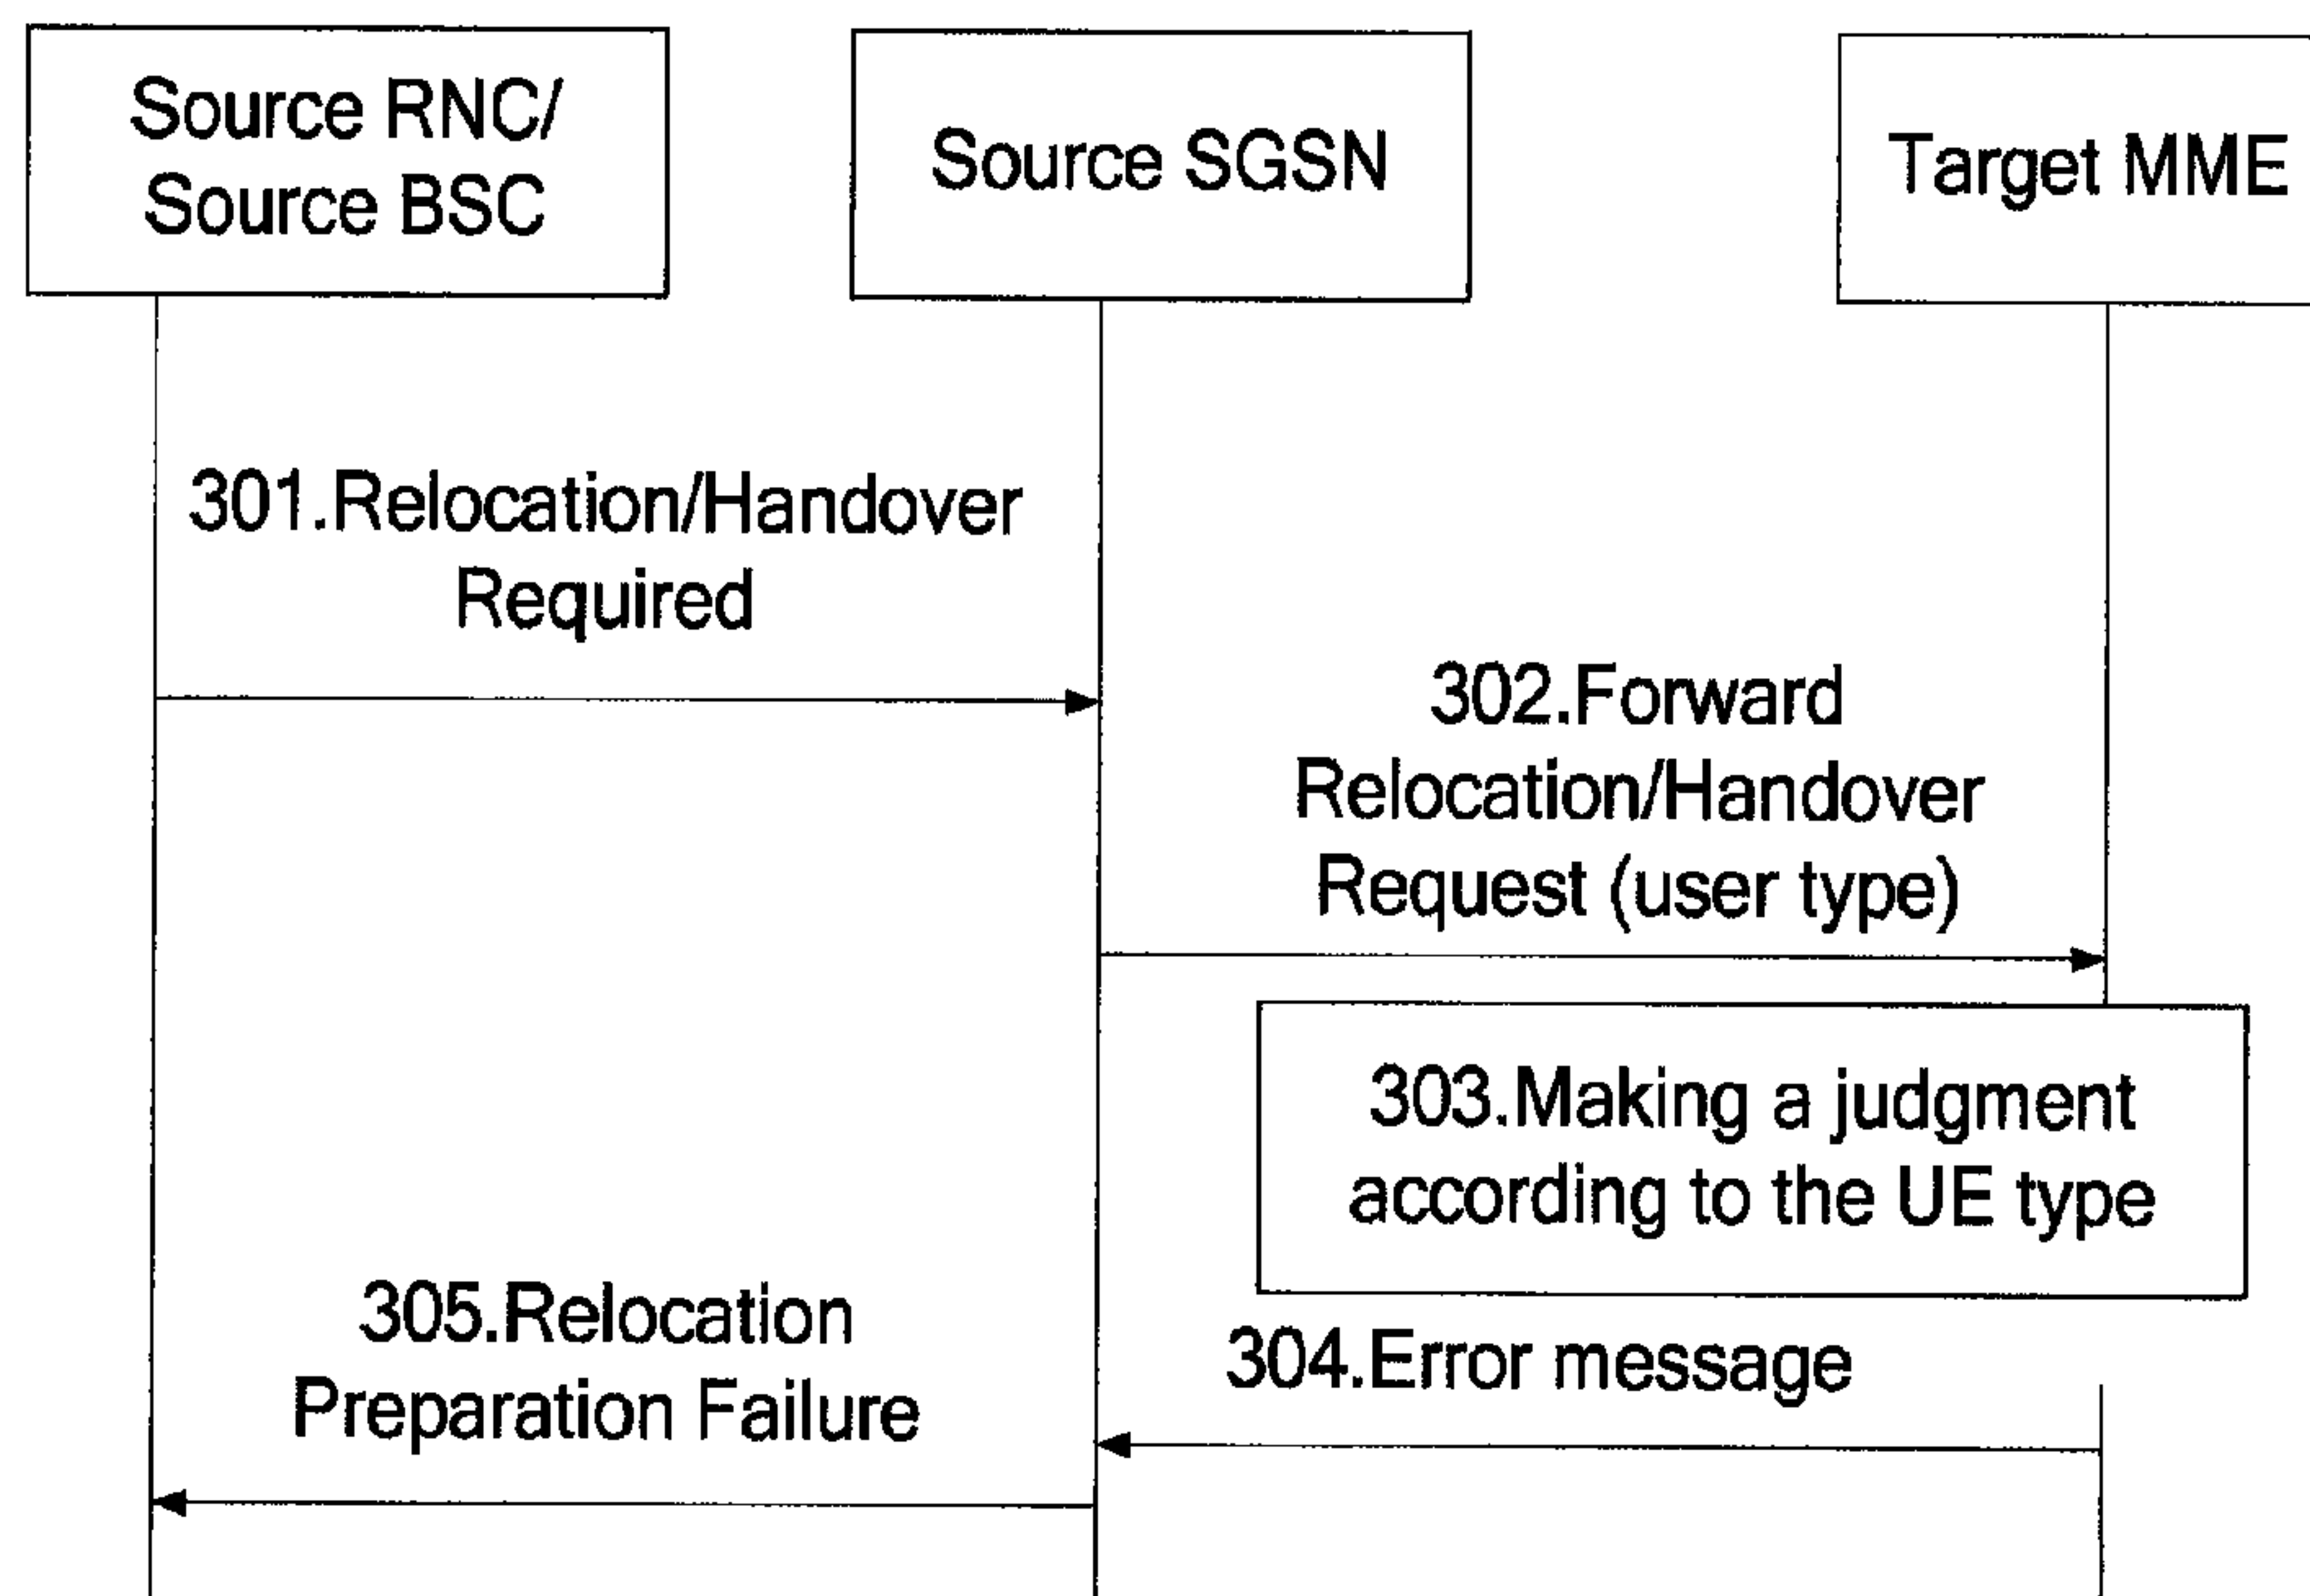 Source RNC/
Source BSC
Source SGSN
Target MME
301.Relocation/Handover
Required
302.Forward
Relocation/Handover
Request (user type)
303.Making a judgment
according to the UE type
304.Error message
305.Relocation
Preparation Failure